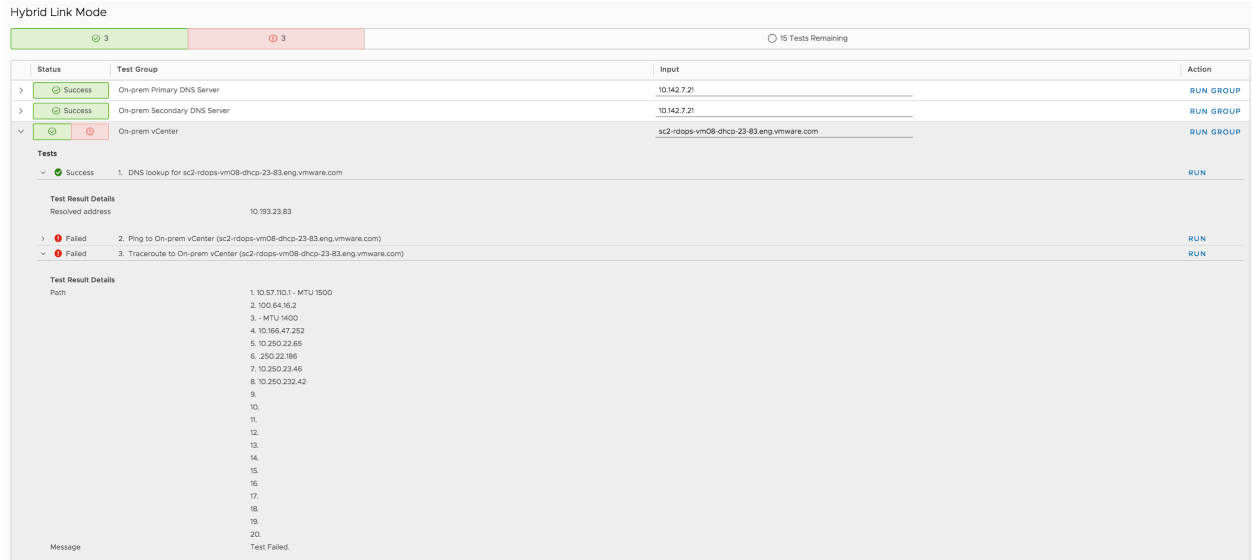 Hybrid Link Mode
3
3
15 Tests Remaining
Status Test Group Input Action
Success On-prem Primary DNS Server 10.142.7.21 RUN GROUP
Success On-prem Secondary DNS Server 10.142.7.21 RUN GROUP
On-prem vCenter sc2-rdops-vm08-dhcp-23-83.eng.vmware.com RUN GROUP
Tests
Success 1. DNS lookup for sc2-rdops-vm08-dhcp-23-83.eng.vmware.com RUN
Test Result Details
Resolved address 10.193.23.83
Failed 2. Ping to On-prem vCenter (sc2-rdops-vm08-dhcp-23-83.eng.vmware.com) RUN
Failed 3. Traceroute to On-prem vCenter (sc2-rdops-vm08-dhcp-23-83.eng.vmware.com) RUN
Test Result Details
Path 1. 10.57.110.1 - MTU 1500
2. 100.64.16.2
3. - MTU 1400
4. 10.166.47.252
5. 10.250.22.65
6. .250.22.186
7. 10.250.23.46
8. 10.250.232.42
9.
10.
11.
12.
13.
14.
15.
16.
17.
18.
19.
20.
Message Test Failed.